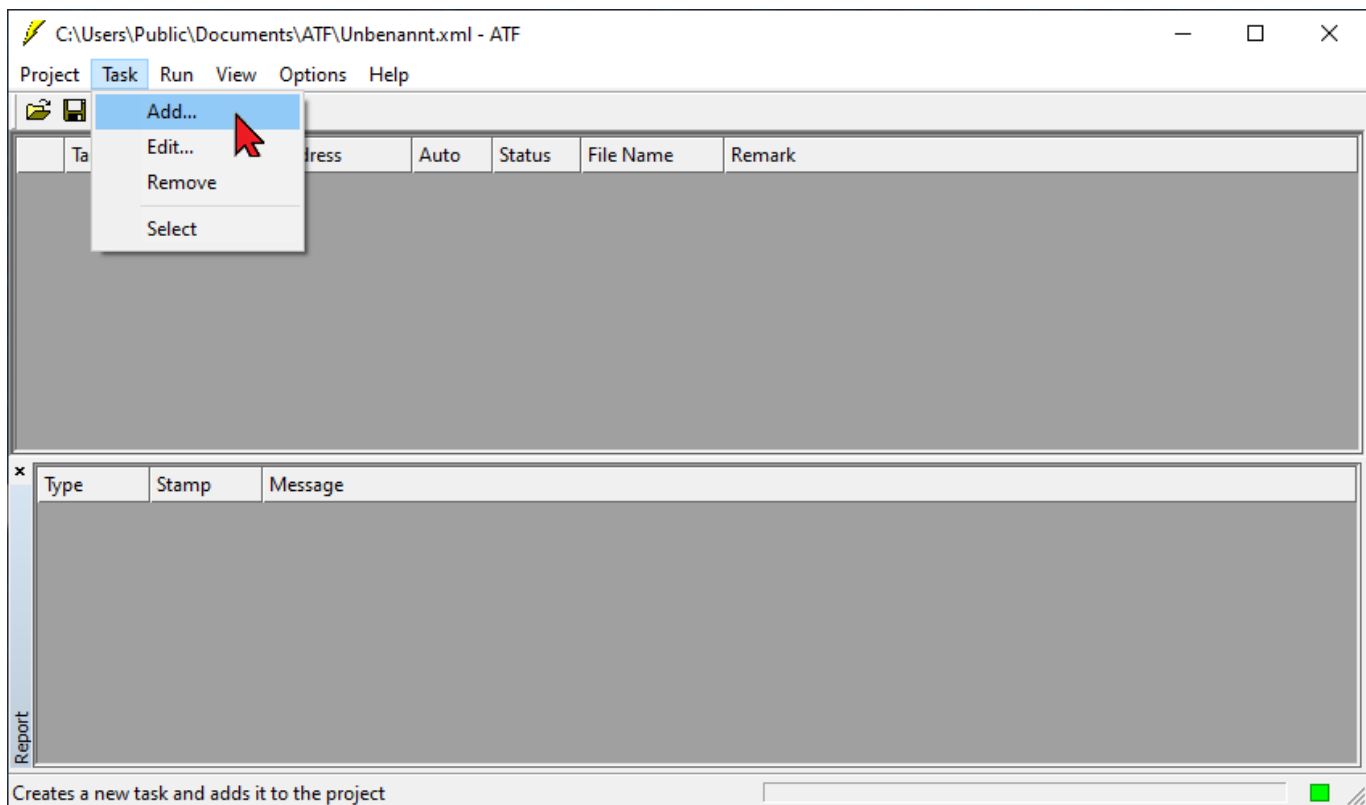 C:\Users\Public\Documents\ATF\Unbenannt.xml - ATF
Project Task Run View Options Help
Add...
Edit...
Remove
Select
Ta dress Auto Status File Name Remark
Type Stamp Message
Report
Creates a new task and adds it to the project